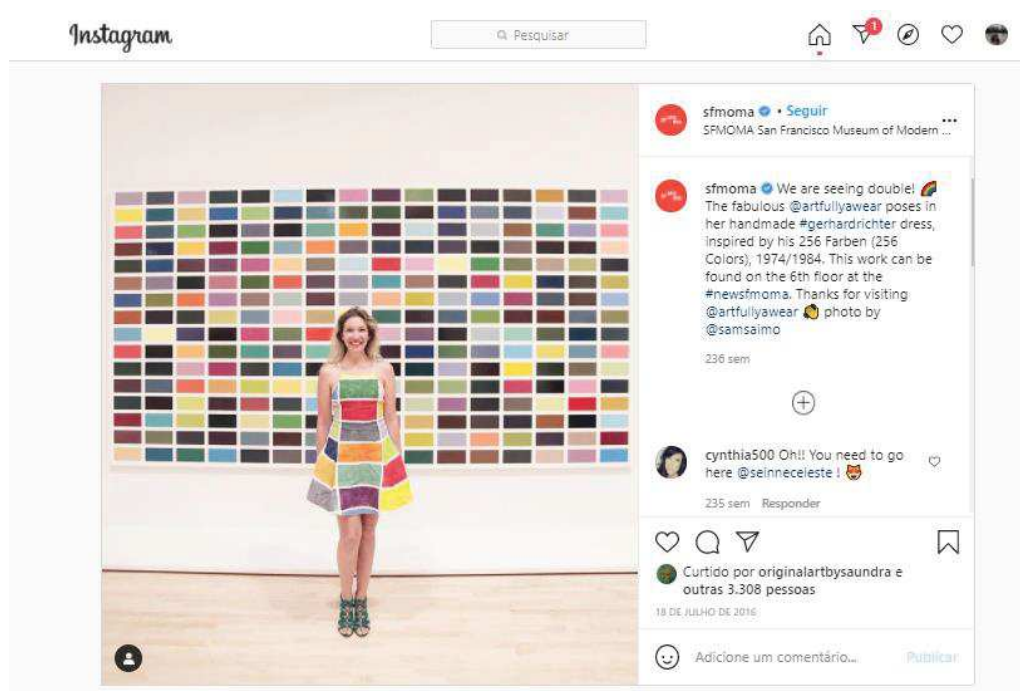 Instagram
Pesquisar
1
sfmoma • Seguir
SFMOMA San Francisco Museum of Modern ...
sfmoma We are seeing double!
The fabulous @artfullyawear poses in
her handmade #gerhardrichter dress,
inspired by his 256 Farben (256
Colors), 1974/1984. This work can be
found on the 6th floor at the
#newsfmoma. Thanks for visiting
@artfullyawear photo by
@samsaimo
236 sem
cynthia500 Oh!! You need to go
here @seinneceleste !
235 sem Responder
Curtido por originalartbysaundra e
outras 3.308 pessoas
18 DE JULHO DE 2016
Adicione um comentário... Publicar